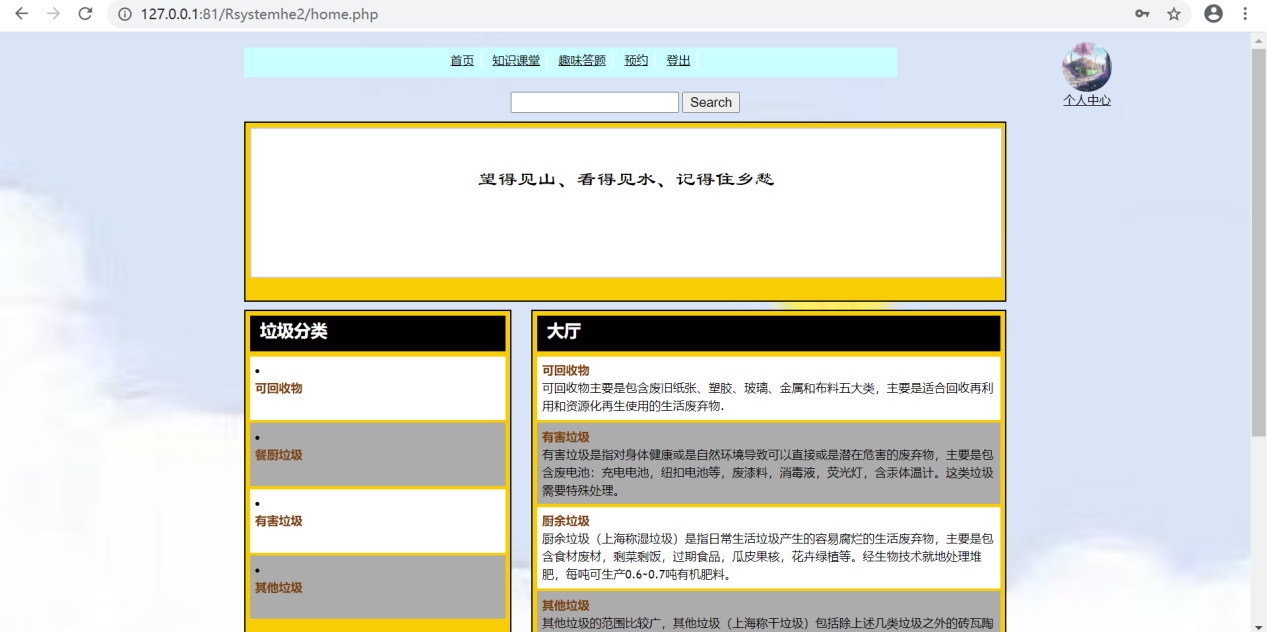 127.0.0.1:81/Rsystemhe2/home.php
首页 知识课堂 趣味答题 预约 登出
个人中心
Search
望得见山、看得见水、记得住乡愁
垃圾分类
可回收物
餐厨垃圾
有害垃圾
其他垃圾
大厅
可回收物
可回收物主要是包含废旧纸张、塑胶、玻璃、金属和布料五大类，主要是适合回收再利
用和资源化再生使用的生活废弃物.
有害垃圾
有害垃圾是指对身体健康或是自然环境导致可以直接或是潜在危害的废弃物，主要是包
含废电池：充电电池，纽扣电池等，废漆料，消毒液，荧光灯，含汞体温计。这类垃圾
需要特殊处理。
厨余垃圾
厨余垃圾（上海称湿垃圾）是指日常生活垃圾产生的容易腐烂的生活废弃物，主要是包
含食材废材，剩菜剩饭，过期食品，瓜皮果核，花卉绿植等。经生物技术就地处理堆
肥，每吨可生产0.6~0.7吨有机肥料。
其他垃圾
其他垃圾的范围比较广，其他垃圾（上海称干垃圾）包括除上述几类垃圾之外的砖瓦陶